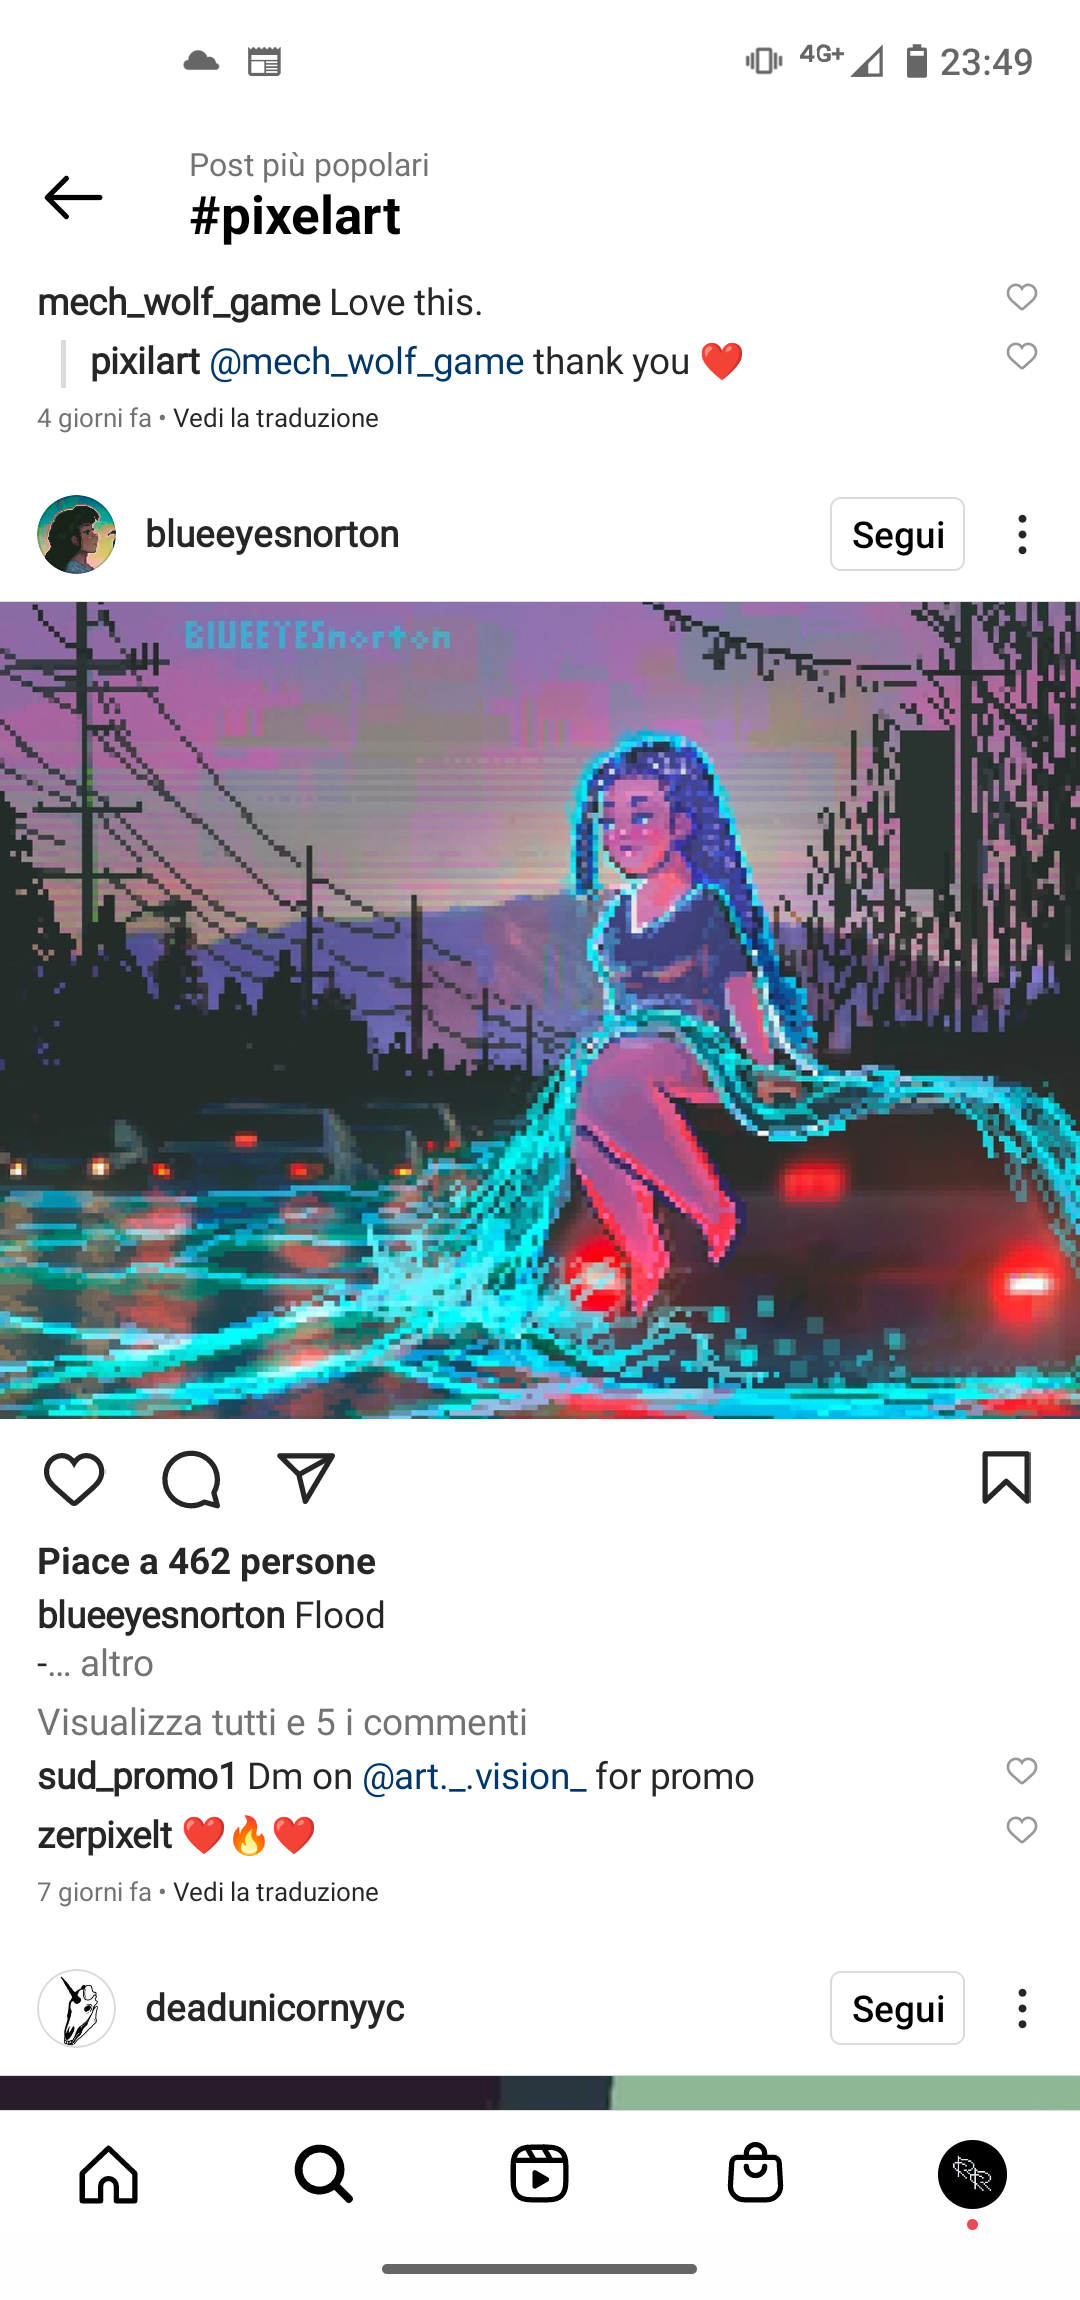 4G+ 23:49
Post più popolari
#pixelart
mech_wolf_game Love this.
pixilart @mech_wolf_game thank you ❤️
4 giorni fa • Vedi la traduzione
blueeyesnorton
Segui
BlUEEYESnorton
Piace a 462 persone
blueeyesnorton Flood
-... altro
Visualizza tutti e 5 i commenti
sud_promo1 Dm on @art._.vision_ for promo
zerpixelt ❤️🔥❤️
7 giorni fa • Vedi la traduzione
deadunicornyyc
Segui